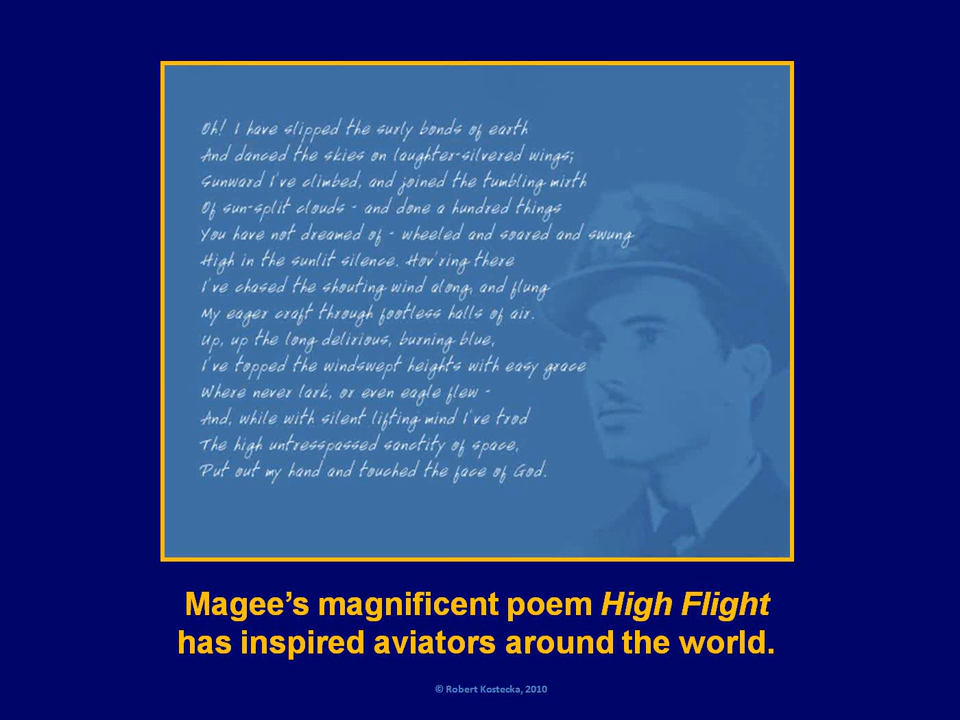 Oh! I have slipped the surly bonds of earth
And danced the skies on laughter-silvered wings;
Sunward I've climbed, and joined the tumbling mirth
Of sun-split clouds - and done a hundred things
You have not dreamed of - wheeled and soared and swung
High in the sunlit silence. Hov'ring there
I've chased the shouting wind along, and flung
My eager craft through footless halls of air.
Up, up the long delirious, burning blue,
I've topped the windswept heights with easy grace
Where never lark, or even eagle flew -
And, while with silent lifting mind I've trod
The high untresspassed sanctity of space,
Put out my hand and touched the face of God.
Magee's magnificent poem High Flight
has inspired aviators around the world.
© Robert Kostecka, 2010